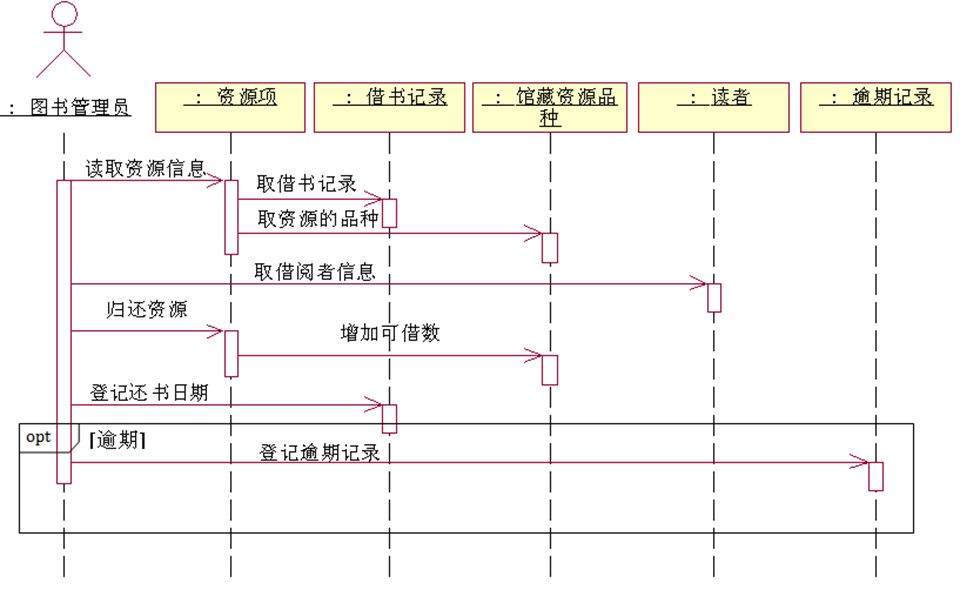 : 图书管理员
: 资源项
: 借书记录
: 馆藏资源品
种
: 读者
: 逾期记录
读取资源信息
取借书记录
取资源的品种
取借阅者信息
归还资源
增加可借数
登记还书日期
opt
[逾期]
登记逾期记录